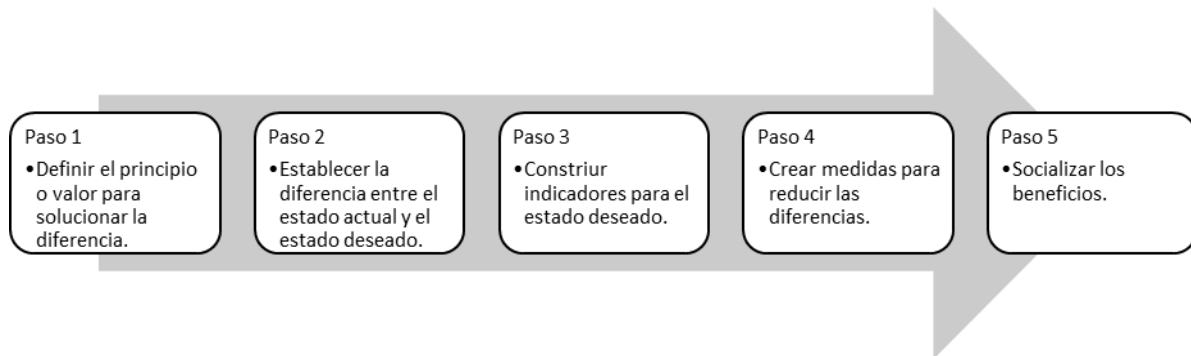 Paso 1
•Definir el principio
o valor para
solucionar la
diferencia.
Paso 2
•Establecer la
diferencia entre el
estado actual y el
estado deseado.
Paso 3
•Constriur
indicadores para el
estado deseado.
Paso 4
•Crear medidas para
reducir las
diferencias.
Paso 5
•Socializar los
beneficios.